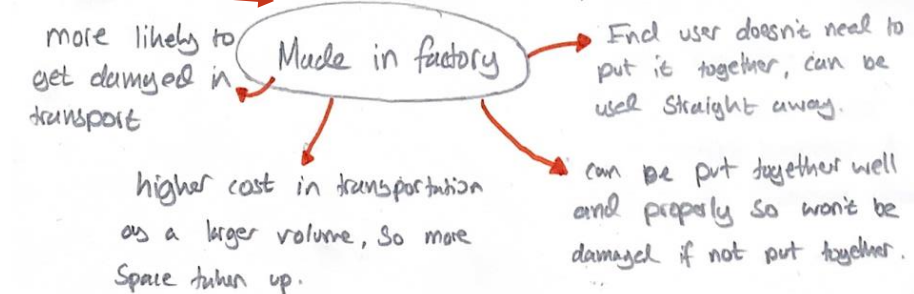 Made in factory
more likely to
get damged in
transport
End user doesn't need to
put it together, can be
used straight away.
higher cost in transportation
as a larger volume, so more
Space taken up.
can be put together well
and properly so won't be
damaged if not put together.